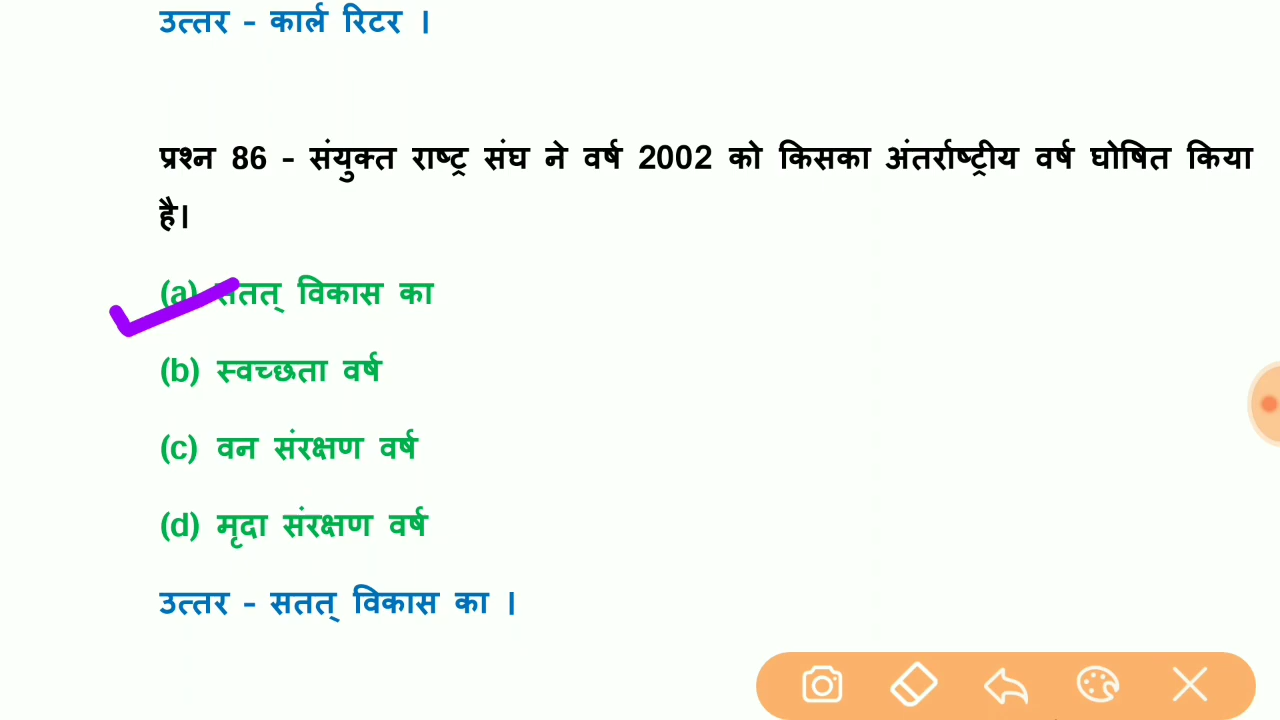 उत्तर - कार्ल रिटर ।
प्रश्न 86 - संयुक्त राष्ट्र संघ ने वर्ष 2002 को किसका अंतर्राष्ट्रीय वर्ष घोषित किया
है।
(a) सतत् विकास का
(b) स्वच्छता वर्ष
(c) वन संरक्षण वर्ष
(d) मृदा संरक्षण वर्ष
उत्तर - सतत् विकास का ।